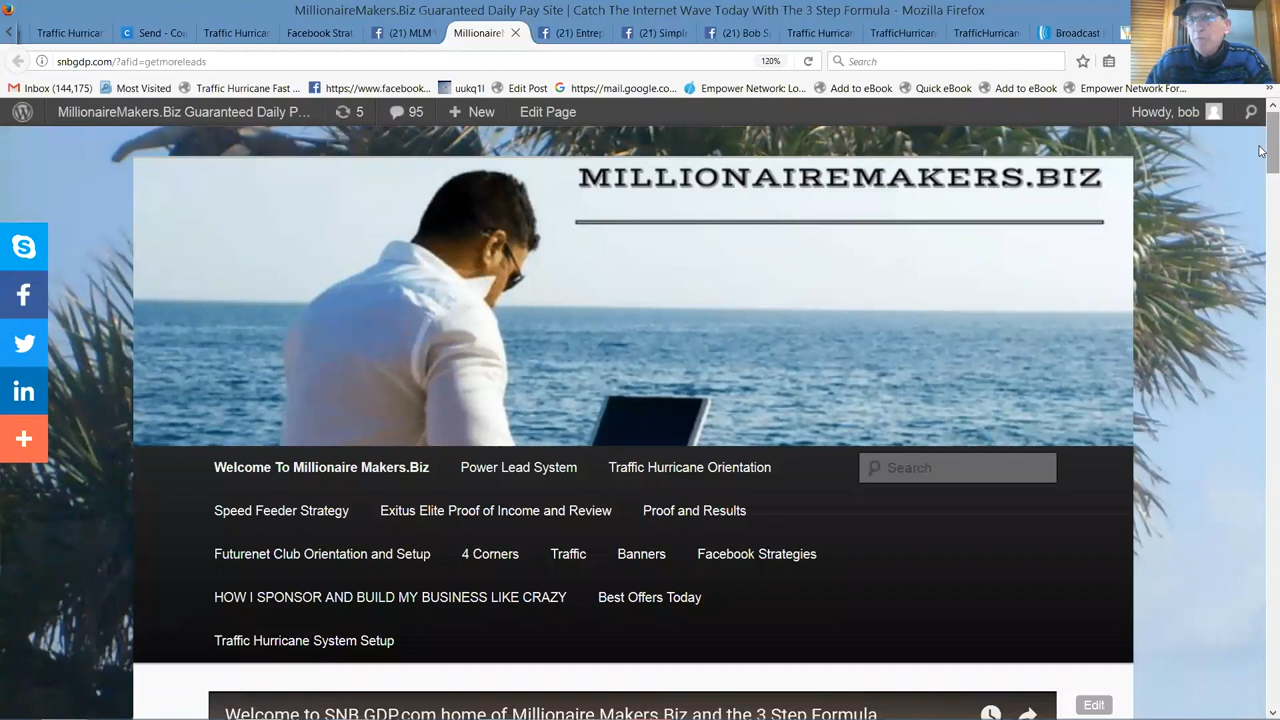 MillionaireMakers.Biz Guaranteed Daily Pay Site | Catch The Internet Wave Today With The 3 Step Formula - Mozilla Firefox
Traffic Hurricar
Send - Cou
Traffic Hurrica
Facebook Strat
(21) MLM
Millionaire!
(21) Entrep
(21) Simpl
(21) Bob S
Traffic Hurrica
TrafficHurrican
TrafficHurrica
Broadcast
snbgdp.com/?afid=getmoreleads
120%
Search
Inbox (144,175)
Most Visited
Traffic Hurricane Fast ...
https://www.facebook...
uukq1l
Edit Post
https://mail.google.co...
Empower Network: Lo...
Add to eBook
Quick eBook
Add to eBook
Empower Network For...
MillionaireMakers.Biz Guaranteed Daily P...
5
95
New
Edit Page
Howdy, bob
MILLIONAIREMAKERS.BIZ
Welcome To Millionaire Makers.Biz
Power Lead System
Traffic Hurricane Orientation
Search
Speed Feeder Strategy
Exitus Elite Proof of Income and Review
Proof and Results
Futurenet Club Orientation and Setup
4 Corners
Traffic
Banners
Facebook Strategies
HOW I SPONSOR AND BUILD MY BUSINESS LIKE CRAZY
Best Offers Today
Traffic Hurricane System Setup
Welcome to SNB GDP.com home of Millionaire Makers Biz and the 3 Step Formula
Edit